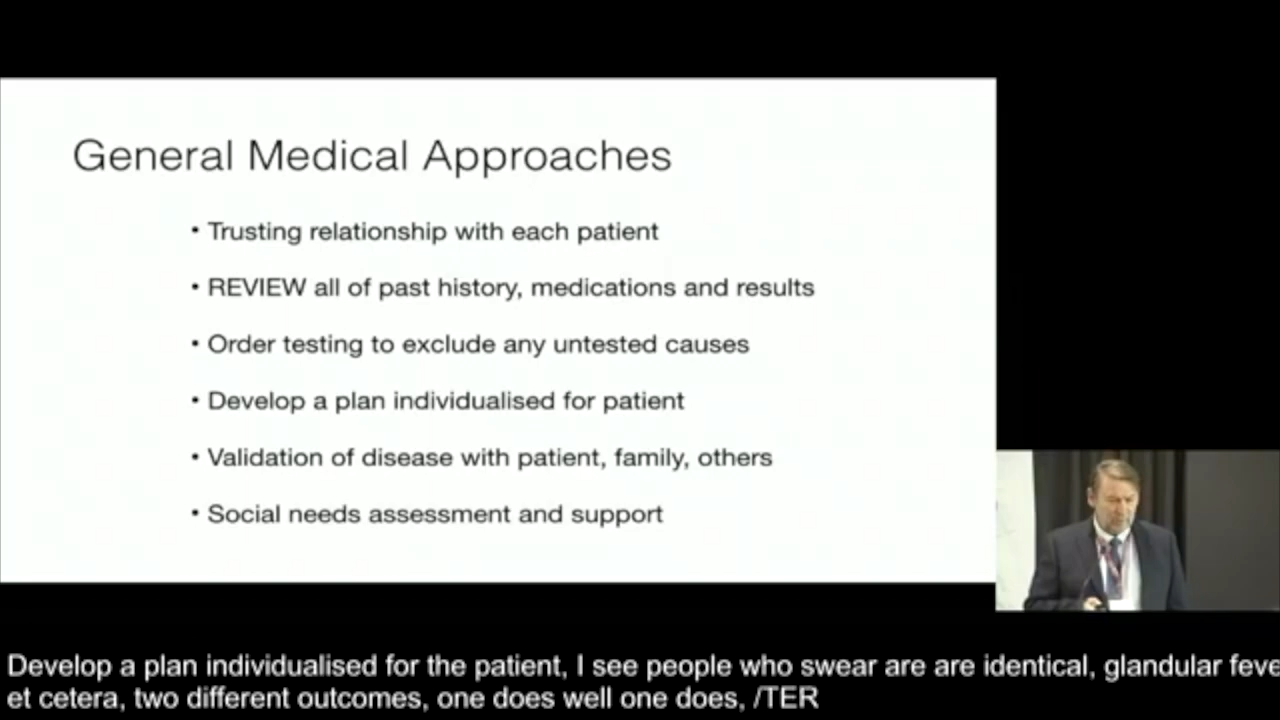 General Medical Approaches
• Trusting relationship with each patient
• REVIEW all of past history, medications and results
• Order testing to exclude any untested causes
• Develop a plan individualised for patient
• Validation of disease with patient, family, others
• Social needs assessment and support
Develop a plan individualised for the patient, I see people who swear are are identical, glandular feve
et cetera, two different outcomes, one does well one does, /TER